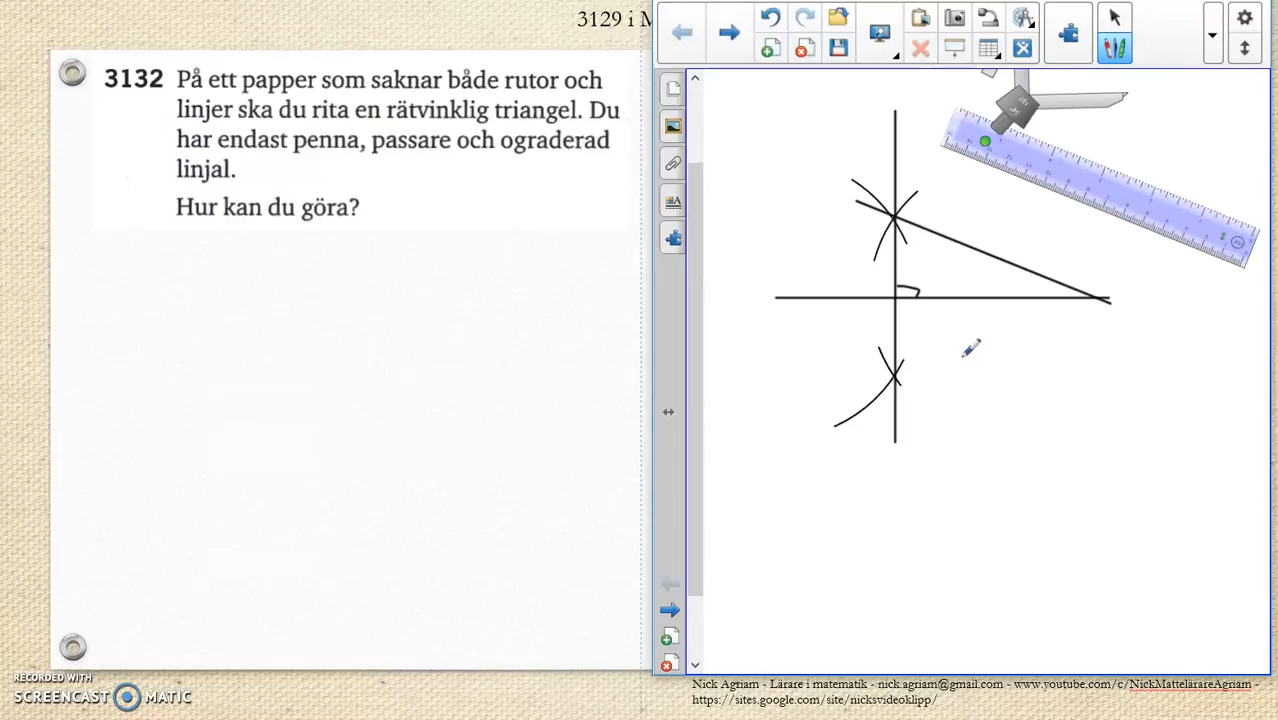 3129 i M
3132 På ett papper som saknar både rutor och
linjer ska du rita en rätvinklig triangel. Du
har endast penna, passare och ograderad
linjal.
Hur kan du göra?
RECORDED WITH
SCREENCAST MATIC
Nick Agriam - Lärare i matematik - nick.agriam@gmail.com - www.youtube.com/c/NickMattelärareAgriam -
https://sites.google.com/site/nicksvideoklipp/